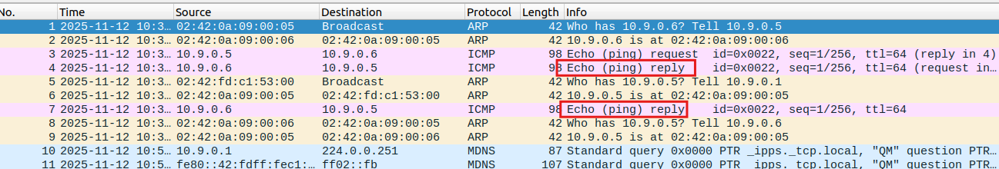 No. Time Source Destination Protocol Length Info
1 2025-11-12 10:3… 02:42:0a:09:00:05 Broadcast ARP 42 Who has 10.9.0.6? Tell 10.9.0.5
2 2025-11-12 10:3… 02:42:0a:09:00:06 02:42:0a:09:00:05 ARP 42 10.9.0.6 is at 02:42:0a:09:00:06
3 2025-11-12 10:3… 10.9.0.5 10.9.0.6 ICMP 98 Echo (ping) request id=0x0022, seq=1/256, ttl=64 (reply in 4)
4 2025-11-12 10:3… 10.9.0.6 10.9.0.5 ICMP 98 Echo (ping) reply id=0x0022, seq=1/256, ttl=64 (request in…
5 2025-11-12 10:3… 02:42:fd:c1:53:00 Broadcast ARP 42 Who has 10.9.0.5? Tell 10.9.0.1
6 2025-11-12 10:3… 02:42:0a:09:00:05 02:42:fd:c1:53:00 ARP 42 10.9.0.5 is at 02:42:0a:09:00:05
7 2025-11-12 10:3… 10.9.0.6 10.9.0.5 ICMP 98 Echo (ping) reply id=0x0022, seq=1/256, ttl=64
8 2025-11-12 10:3… 02:42:0a:09:00:06 02:42:0a:09:00:05 ARP 42 Who has 10.9.0.5? Tell 10.9.0.6
9 2025-11-12 10:3… 02:42:0a:09:00:05 02:42:0a:09:00:06 ARP 42 10.9.0.5 is at 02:42:0a:09:00:05
10 2025-11-12 10:5… 10.9.0.1 224.0.0.251 MDNS 87 Standard query 0x0000 PTR _ipps._tcp.local, "QM" question PTR…
11 2025-11-12 10:5… fe80::42:fdff:fec1:… ff02::fb MDNS 107 Standard query 0x0000 PTR _ipps._tcp.local, "QM" question PTR…